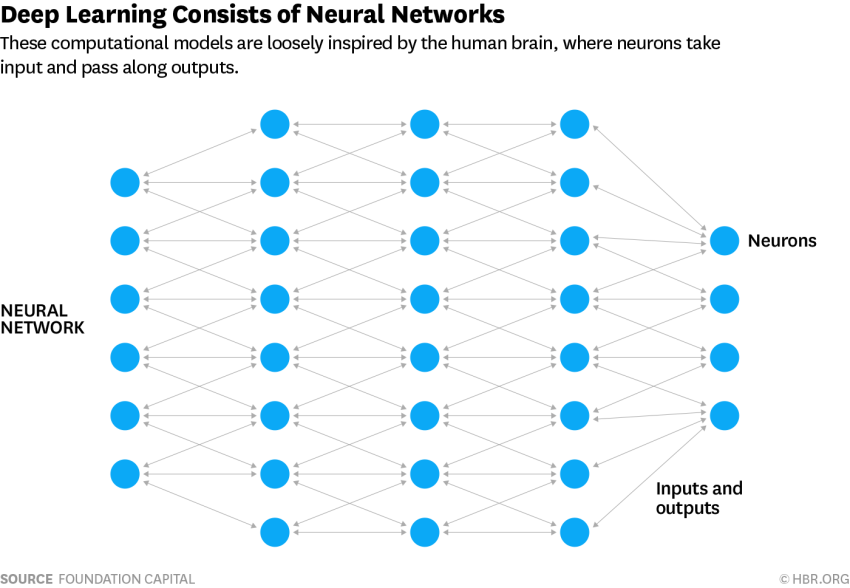 Deep Learning Consists of Neural Networks
These computational models are loosely inspired by the human brain, where neurons take
input and pass along outputs.
Neurons
NEURAL
NETWORK
Inputs and
outputs
SOURCE FOUNDATION CAPITAL
© HBR.ORG